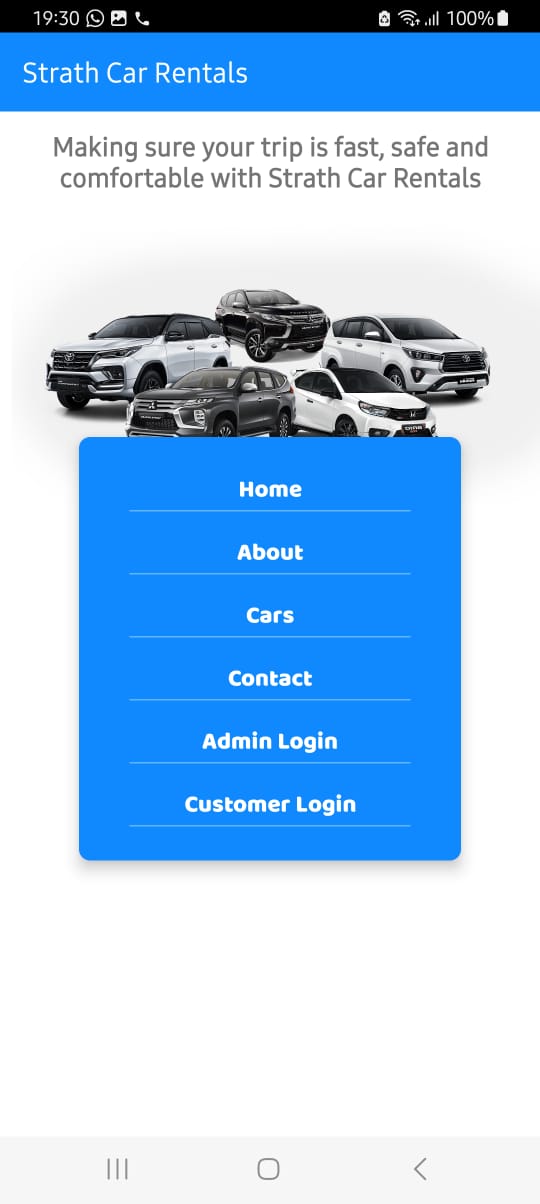 19:30
100%
Strath Car Rentals
Making sure your trip is fast, safe and
comfortable with Strath Car Rentals
Home
About
Cars
Contact
Admin Login
Customer Login